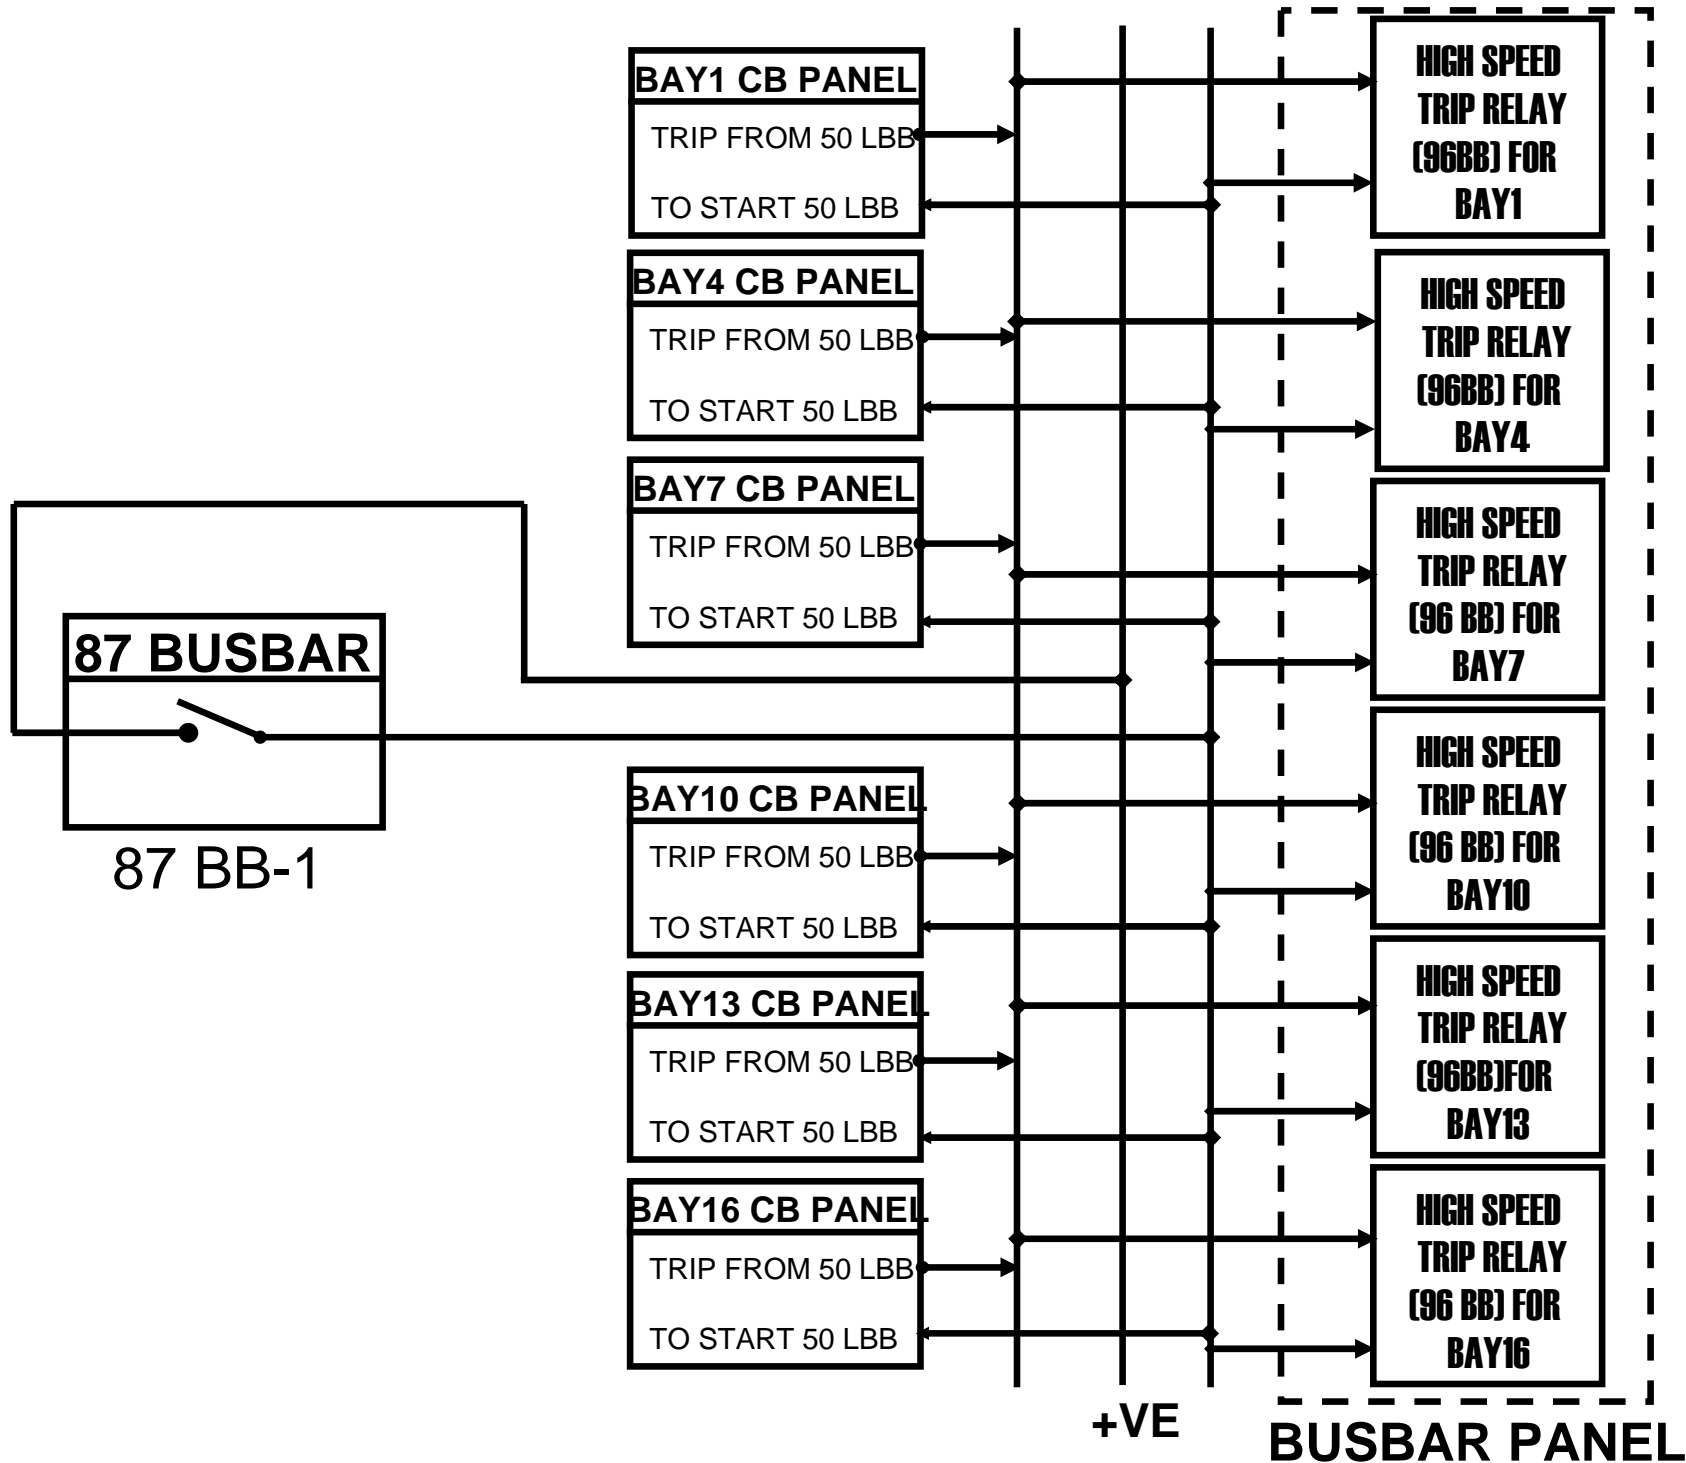 BAY1 CB PANEL
TRIP FROM 50 LBB
TO START 50 LBB
BAY4 CB PANEL
TRIP FROM 50 LBB
TO START 50 LBB
BAY7 CB PANEL
TRIP FROM 50 LBB
TO START 50 LBB
87 BUSBAR
87 BB-1
BAY10 CB PANEL
TRIP FROM 50 LBB
TO START 50 LBB
BAY13 CB PANEL
TRIP FROM 50 LBB
TO START 50 LBB
BAY16 CB PANEL
TRIP FROM 50 LBB
TO START 50 LBB
+VE
HIGH SPEED
TRIP RELAY
(96BB) FOR
BAY1
HIGH SPEED
TRIP RELAY
(96BB) FOR
BAY4
HIGH SPEED
TRIP RELAY
(96 BB) FOR
BAY7
HIGH SPEED
TRIP RELAY
(96 BB) FOR
BAY10
HIGH SPEED
TRIP RELAY
(96BB)FOR
BAY13
HIGH SPEED
TRIP RELAY
(96 BB) FOR
BAY16
BUSBAR PANEL